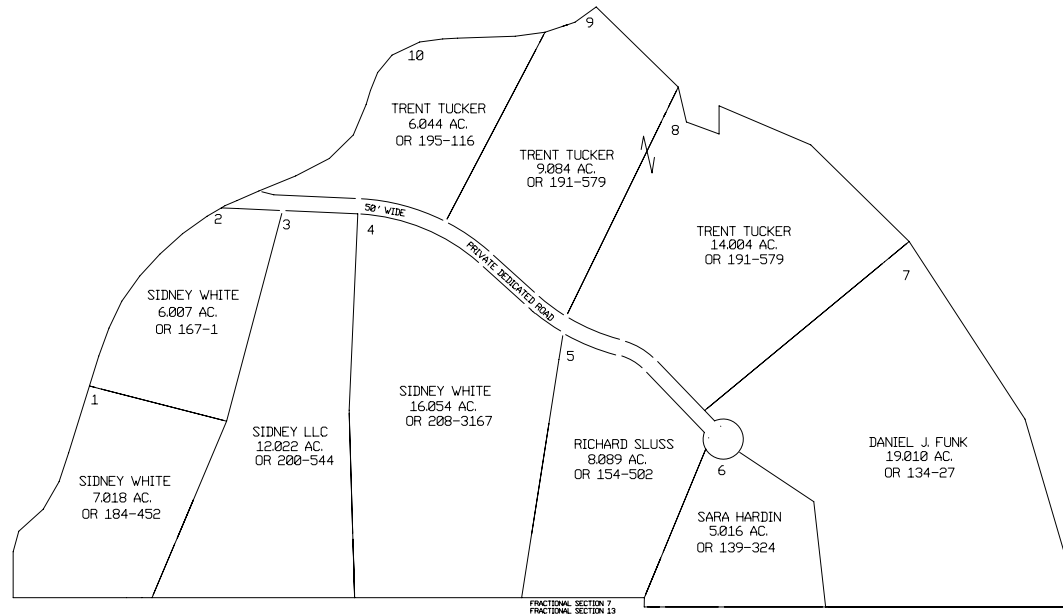 9
10
TRENT TUCKER
6.044 AC.
OR 195-116
8
TRENT TUCKER
9.084 AC.
OR 191-579
2
3
4
50' WIDE
PRIVATE DEDICATED ROAD
TRENT TUCKER
14.004 AC.
OR 191-579
7
SIDNEY WHITE
6.007 AC.
OR 167-1
5
1
SIDNEY WHITE
16.054 AC.
OR 208-3167
SIDNEY LLC
12.022 AC.
OR 200-544
RICHARD SLUSS
8.089 AC.
OR 154-502
6
DANIEL J. FUNK
19.010 AC.
OR 134-27
SIDNEY WHITE
7.018 AC.
OR 184-452
SARA HARDIN
5.016 AC.
OR 139-324
FRACTIONAL SECTION 7
FRACTIONAL SECTION 13